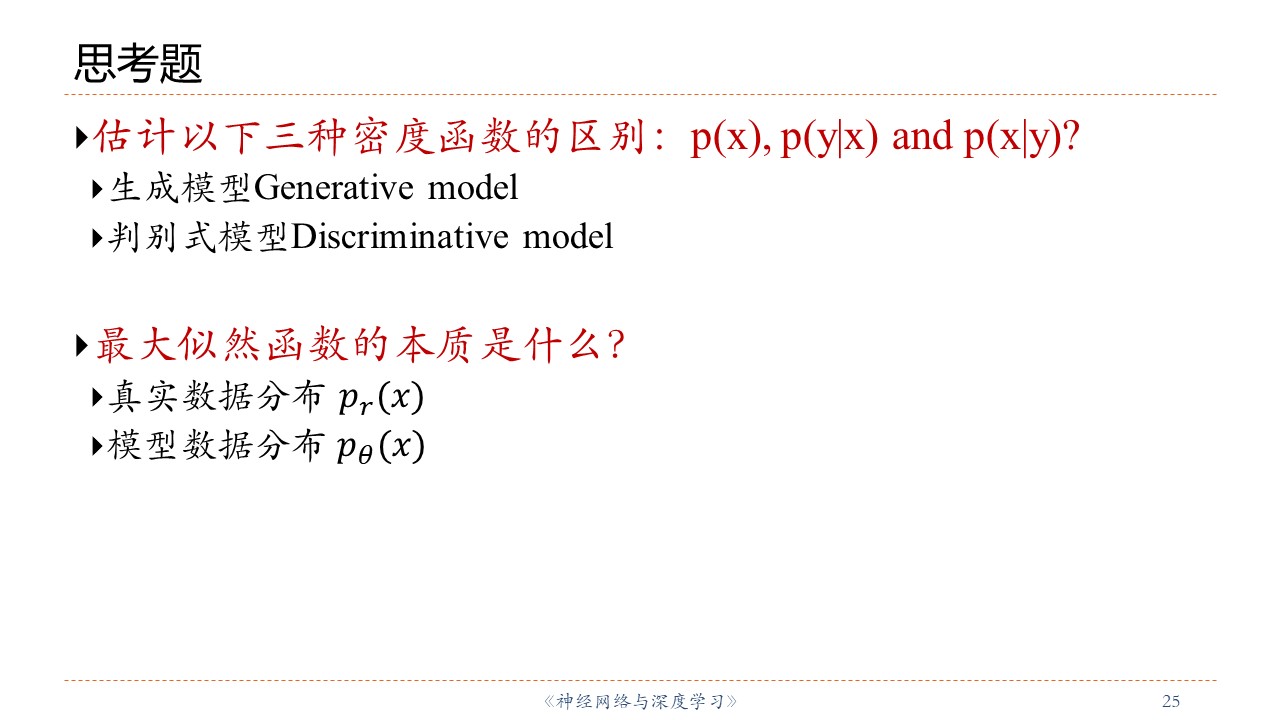 思考题
估计以下三种密度函数的区别：p(x), p(y|x) and p(x|y)?
生成模型Generative model
判别式模型Discriminative model
最大似然函数的本质是什么?
真实数据分布 𝑝ᵣ(𝑥)
模型数据分布 𝑝_𝜃(𝑥)
《神经网络与深度学习》
25